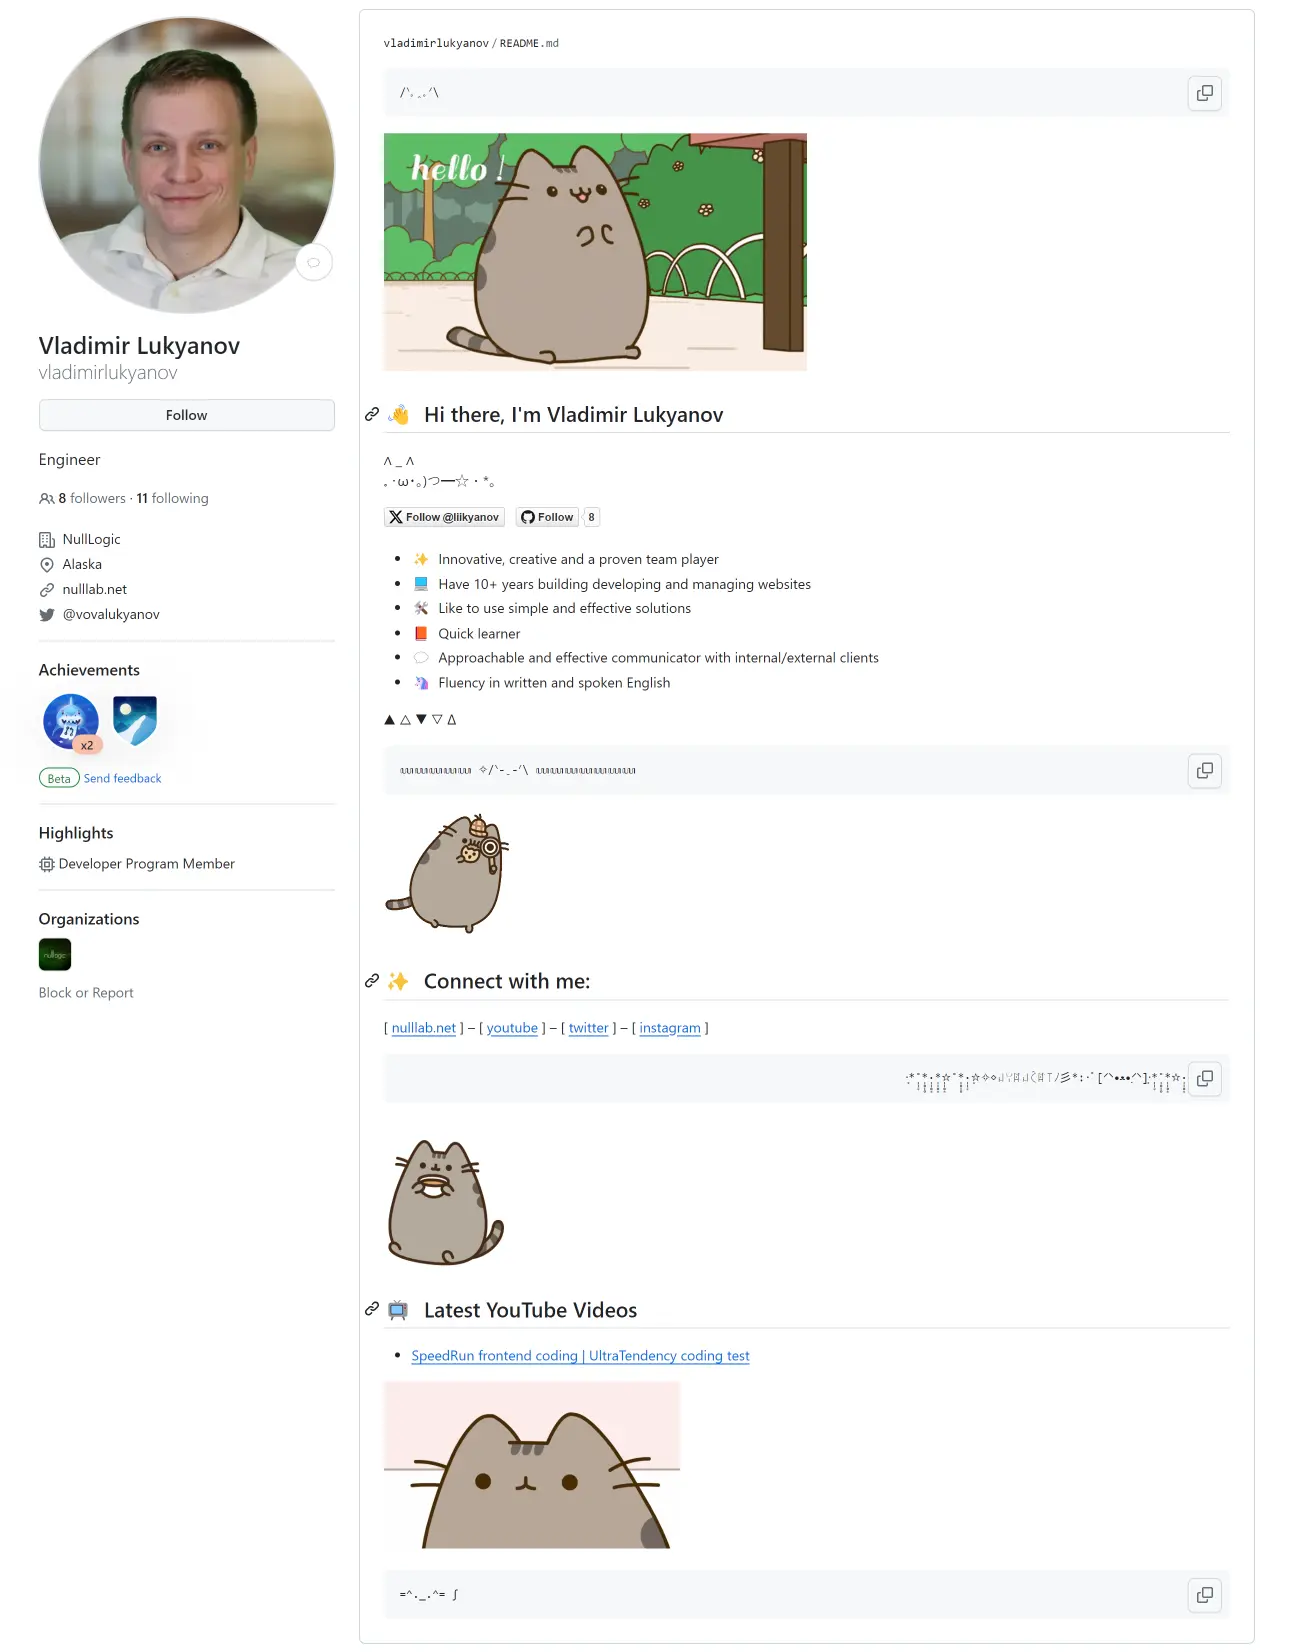 Vladimir Lukyanov
vladimirlukyanov
Follow
Engineer
8 followers · 11 following
NullLogic
Alaska
nulllab.net
@vovalukyanov
Achievements
x2
Beta Send feedback
Highlights
Developer Program Member
Organizations
nulllogic
Block or Report
vladimirlukyanov/README.md
hello !
👋 Hi there, I'm Vladimir Lukyanov
∧_∧
｡･ω･｡)つ━☆・*。
Follow @liikyanov Follow 8
✨ Innovative, creative and a proven team player
💻 Have 10+ years building developing and managing websites
🛠 Like to use simple and effective solutions
📕 Quick learner
💬 Approachable and effective communicator with internal/external clients
🦄 Fluency in written and spoken English
▲ △ ▼ ▽ ∆
✨ Connect with me:
[ nulllab.net ] – [ youtube ] – [ twitter ] – [ instagram ]
📺 Latest YouTube Videos
SpeedRun frontend coding | UltraTendency coding test
=^._.^= ∫